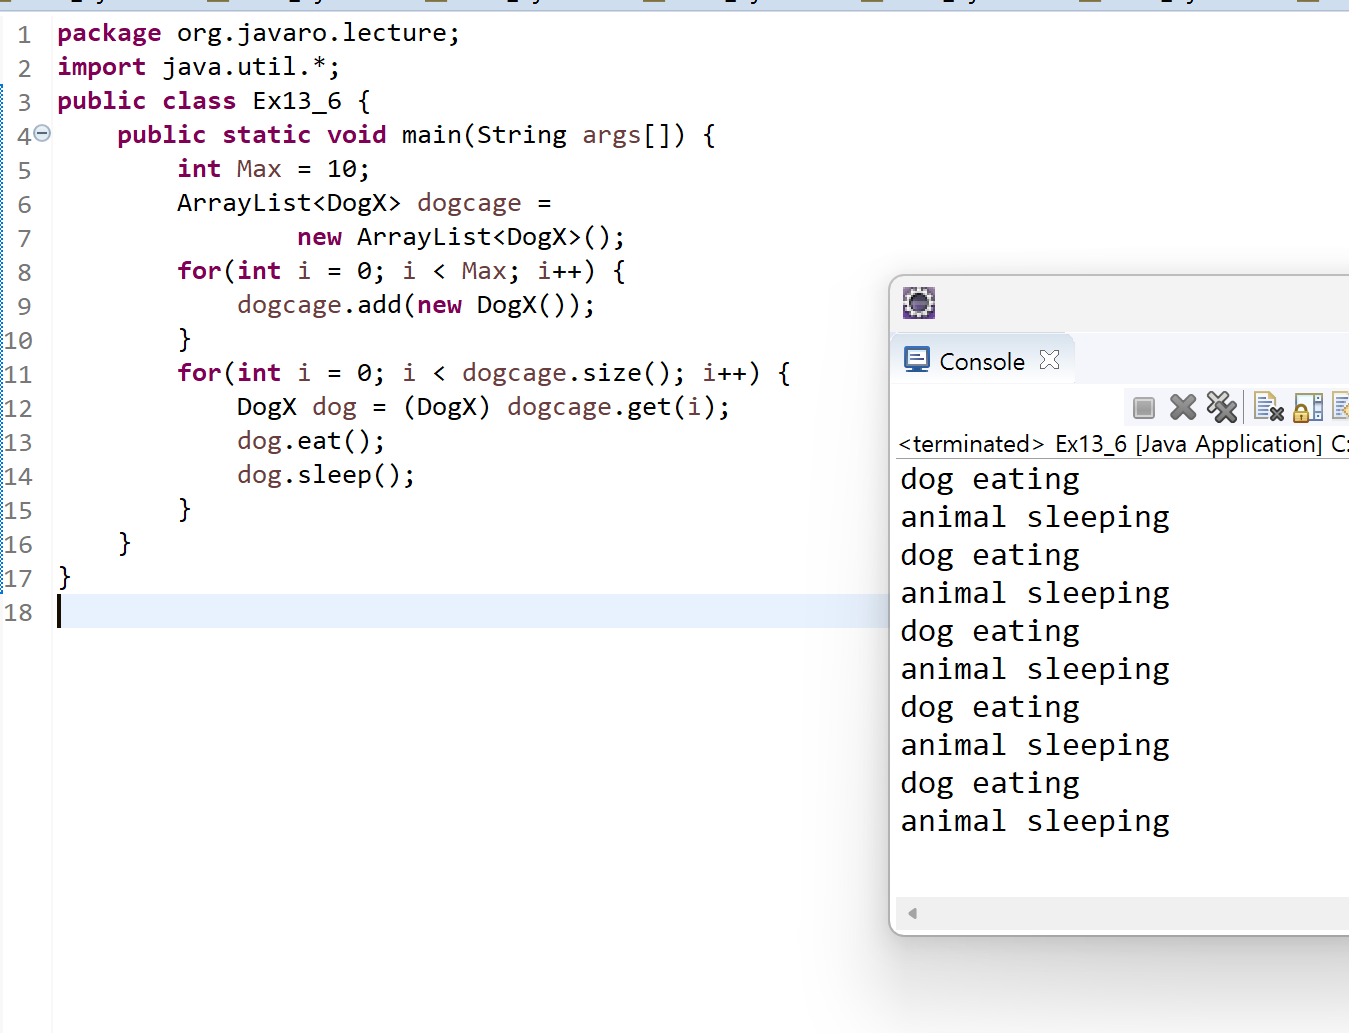 1 package org.javaro.lecture;
2 import java.util.*;
3 public class Ex13_6 {
4     public static void main(String args[]) {
5         int Max = 10;
6         ArrayList<DogX> dogcage =
7                 new ArrayList<DogX>();
8         for(int i = 0; i < Max; i++) {
9             dogcage.add(new DogX());
10         }
11         for(int i = 0; i < dogcage.size(); i++) {
12             DogX dog = (DogX) dogcage.get(i);
13             dog.eat();
14             dog.sleep();
15         }
16     }
17 }
18
Console
<terminated> Ex13_6 [Java Application] C:
dog eating
animal sleeping
dog eating
animal sleeping
dog eating
animal sleeping
dog eating
animal sleeping
dog eating
animal sleeping